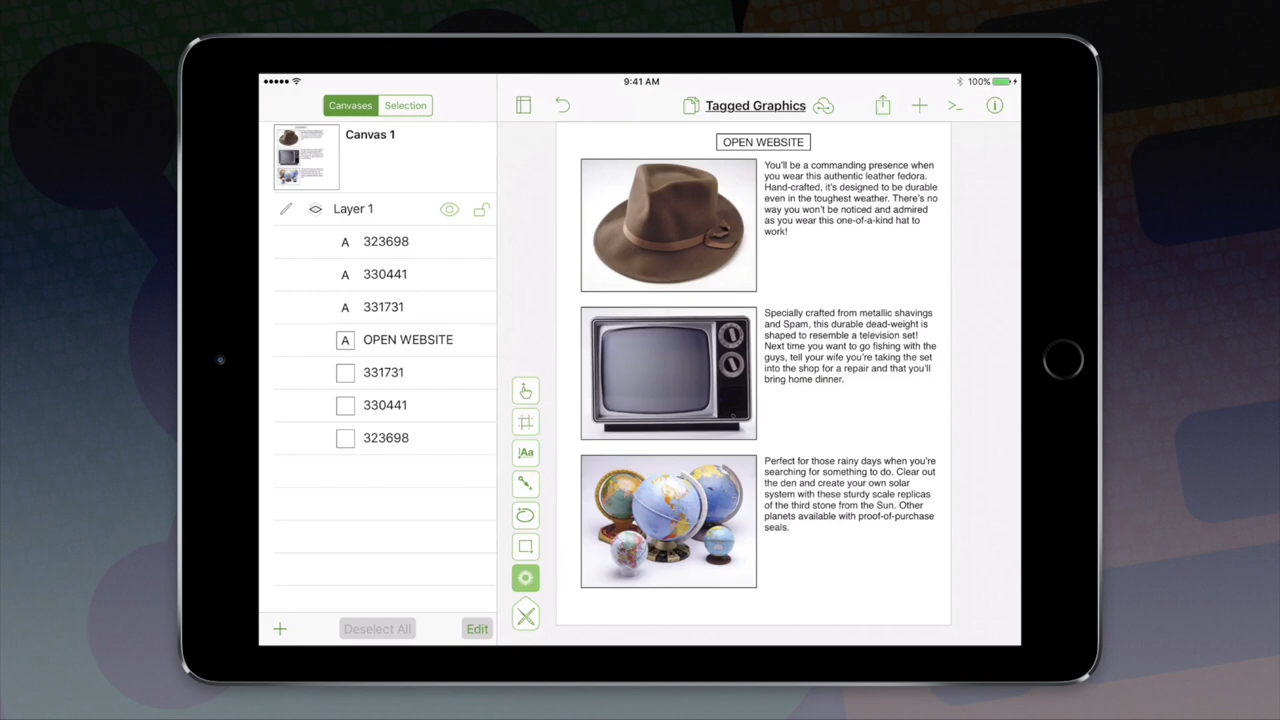 9:41 AM
100%
Canvases
Selection
Tagged Graphics
Canvas 1
Layer 1
A 323698
A 330441
A 331731
A OPEN WEBSITE
331731
330441
323698
Deselect All
Edit
Aa
OPEN WEBSITE
You'll be a commanding presence when
you wear this authentic leather fedora.
Hand-crafted, it's designed to be durable
even in the toughest weather. There's no
way you won't be noticed and admired
as you wear this one-of-a-kind hat to
work!
Specially crafted from metallic shavings
and Spam, this durable dead-weight is
shaped to resemble a television set!
Next time you want to go fishing with the
guys, tell your wife you're taking the set
into the shop for a repair and that you'll
bring home dinner.
Perfect for those rainy days when you're
searching for something to do. Clear out
the den and create your own solar
system with these sturdy scale replicas
of the third stone from the Sun. Other
planets available with proof-of-purchase
seals.